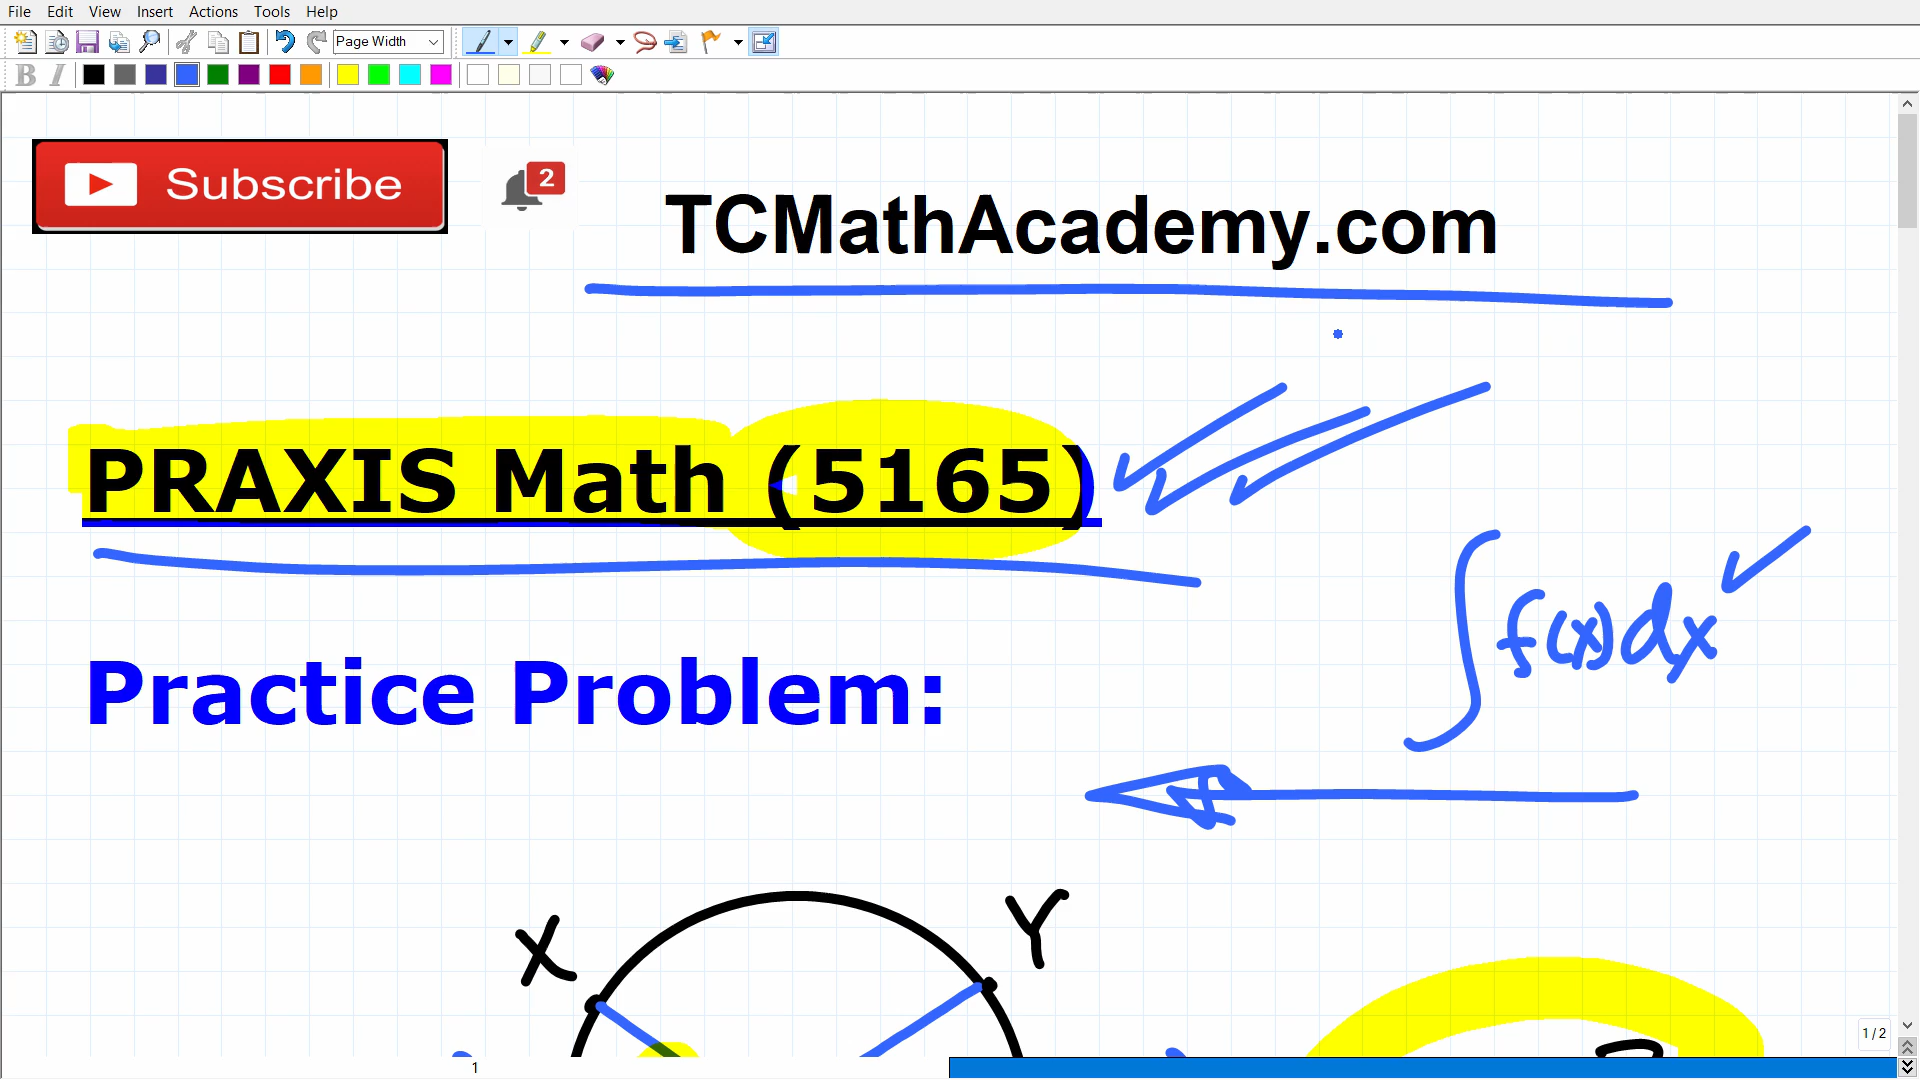 File Edit View Insert Actions Tools Help
Page Width
B I
Subscribe
2
TCMathAcademy.com
PRAXIS Math (5165)
∫f(x)dx
Practice Problem:
X
Y
1 / 2
1